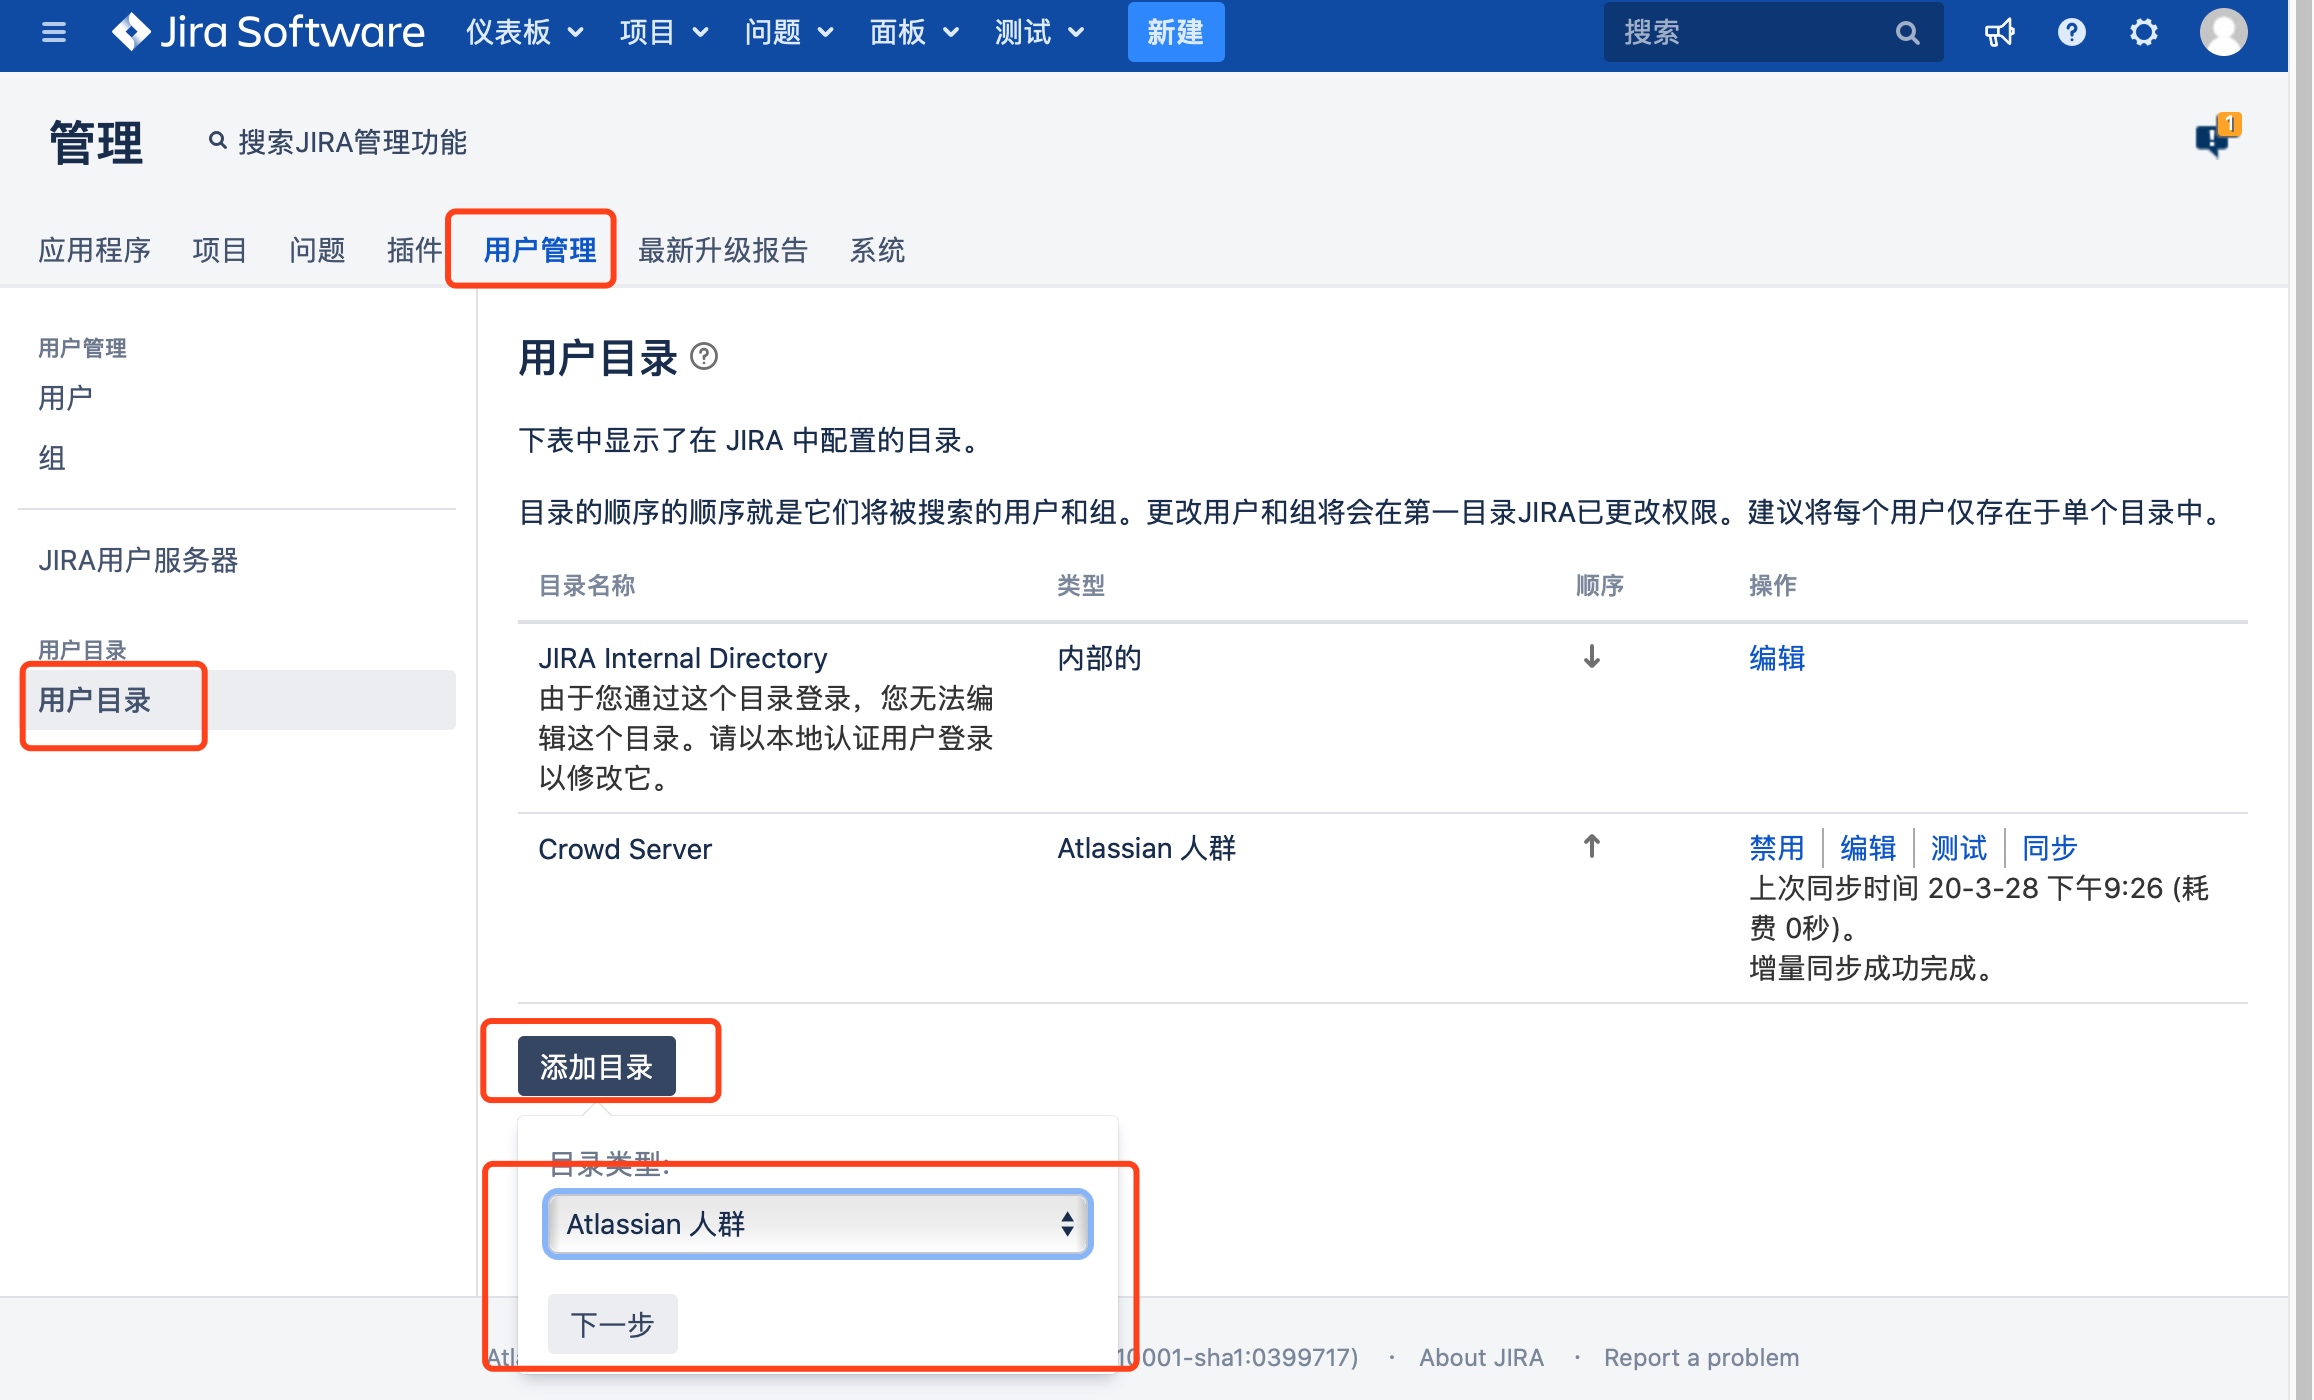 Jira Software 仪表板 项目 问题 面板 测试 新建 搜索
管理 搜索JIRA管理功能
1
应用程序 项目 问题 插件 用户管理 最新升级报告 系统
用户管理
用户
组
JIRA用户服务器
用户目录
用户目录
用户目录
下表中显示了在 JIRA 中配置的目录。
目录的顺序的顺序就是它们将被搜索的用户和组。更改用户和组将会在第一目录JIRA已更改权限。建议将每个用户仅存在于单个目录中。
目录名称 类型 顺序 操作
JIRA Internal Directory 内部的 编辑
由于您通过这个目录登录，您无法编
辑这个目录。请以本地认证用户登录
以修改它。
Crowd Server Atlassian 人群 禁用 编辑 测试 同步
上次同步时间 20-3-28 下午9:26 (耗
费 0秒)。
增量同步成功完成。
添加目录
目录类型:
Atlassian 人群
下一步
Atl 10001-sha1:0399717) · About JIRA · Report a problem